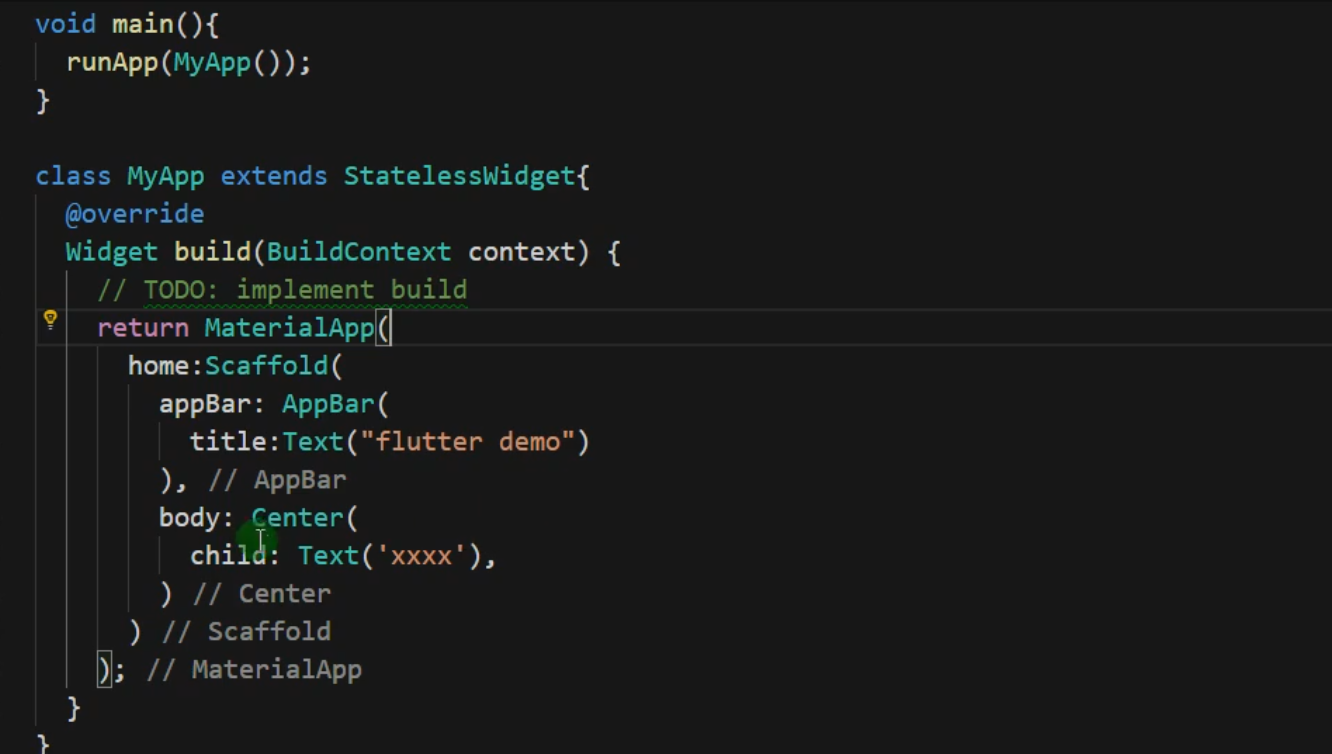 void main(){
  runApp(MyApp());
}

class MyApp extends StatelessWidget{
  @override
  Widget build(BuildContext context) {
    // TODO: implement build
    return MaterialApp(
      home:Scaffold(
        appBar: AppBar(
          title:Text("flutter demo")
        ), // AppBar
        body: Center(
          child: Text('xxxx'),
        ) // Center
      ) // Scaffold
    ); // MaterialApp
  }
}